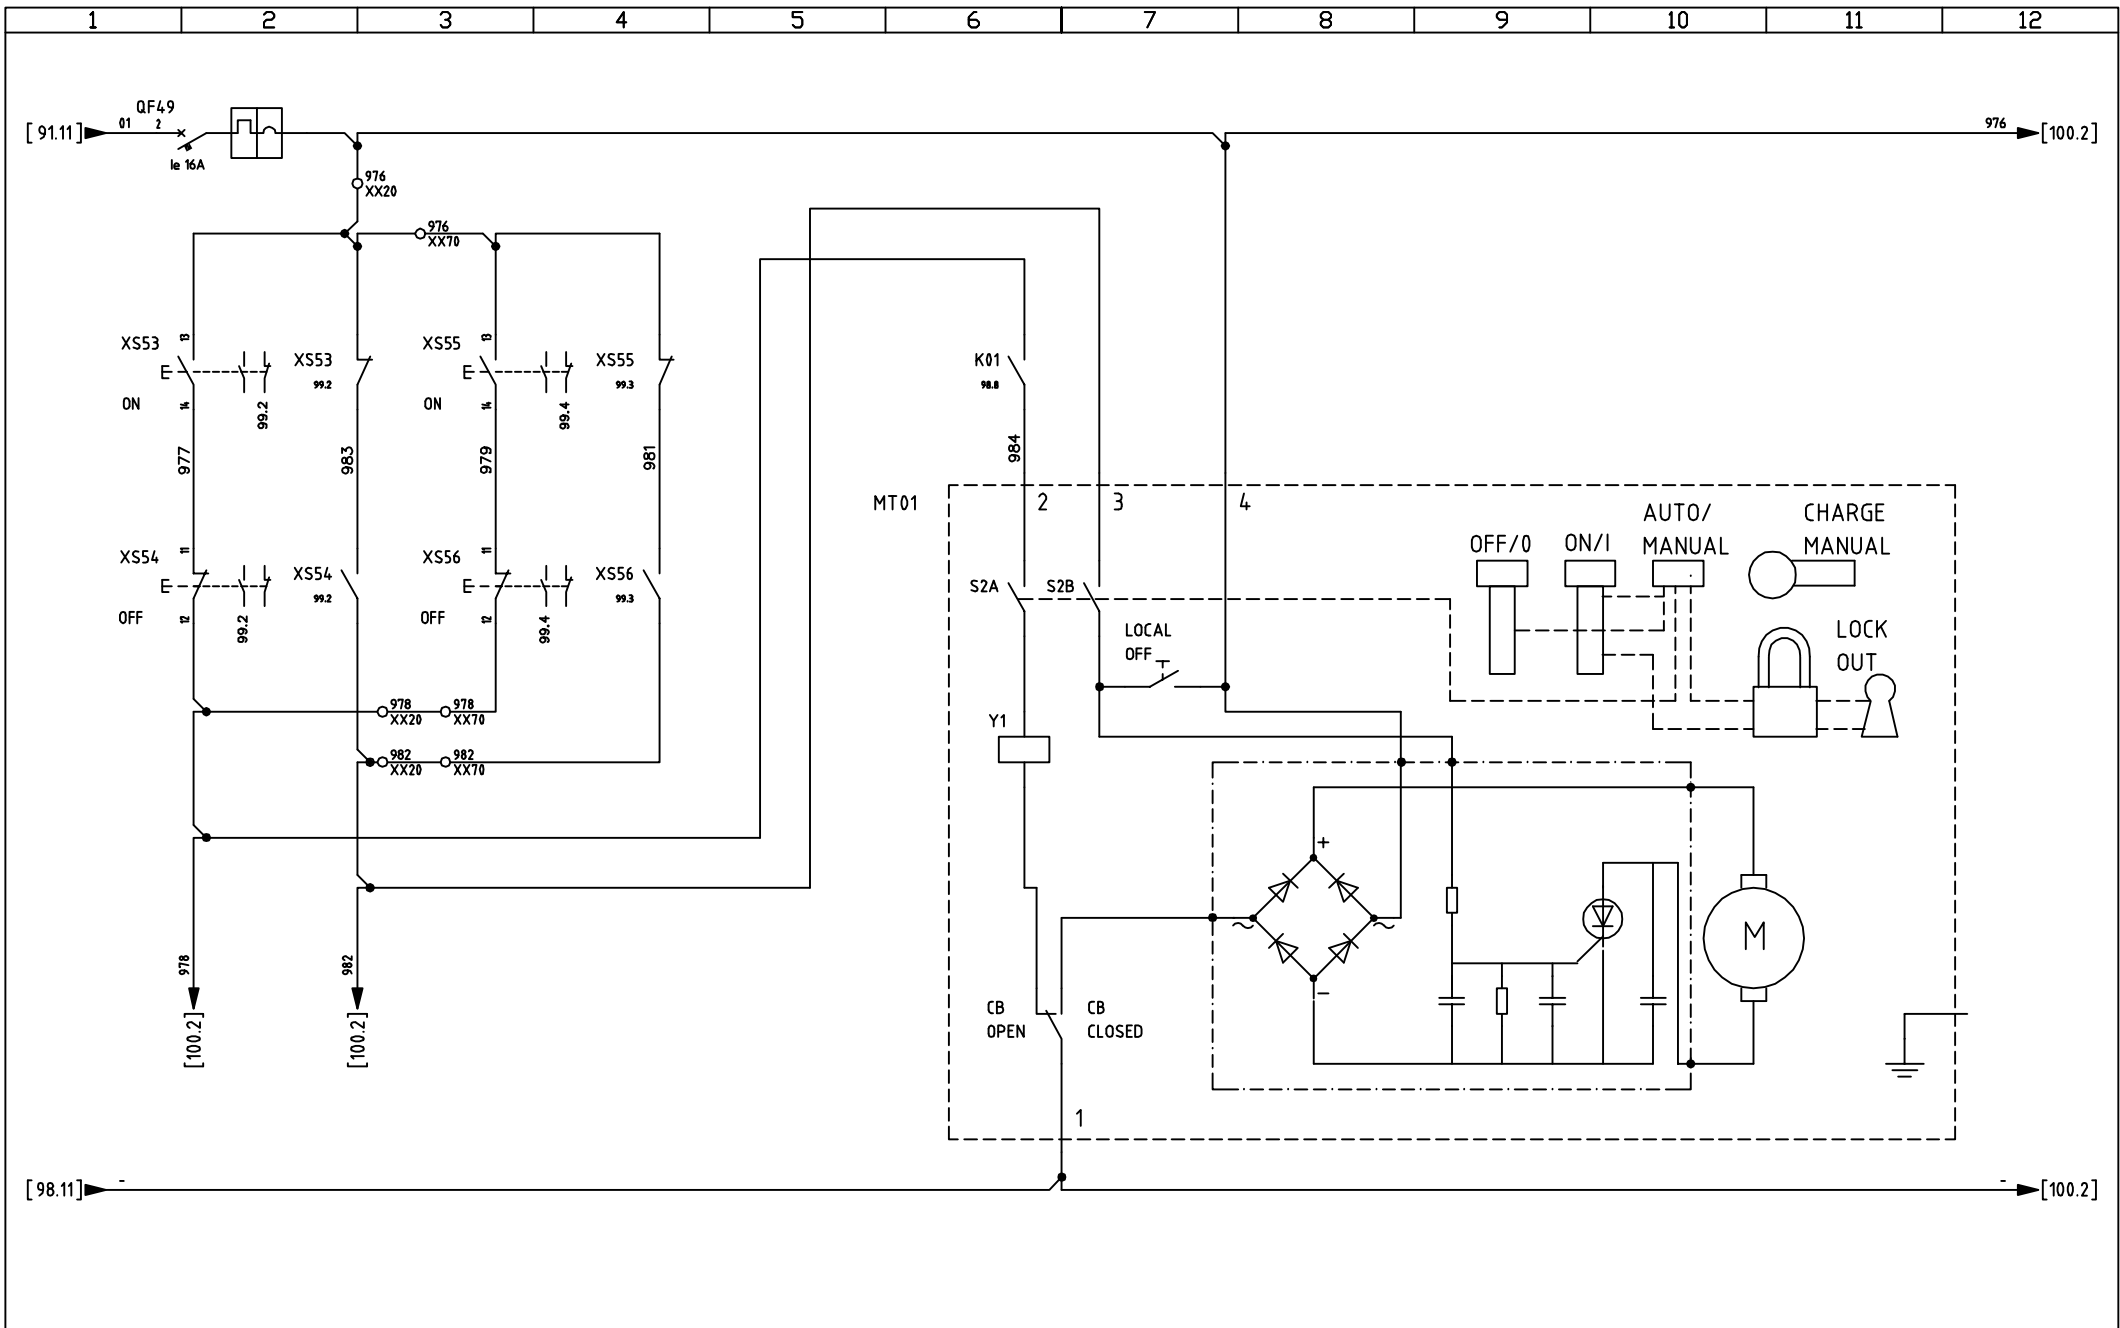 1 2 3 4 5 6 7 8 9 10 11 12
QF49
[91.11] 01 2
Ie 16A
976 [100.2]
976
XX20
976
XX70
XS53 13
14
ON
99.2
XS53
99.2
XS55 13
14
ON
99.4
XS55
99.3
K01
98.8
977
983
979
981
984
MT01
2 3 4
AUTO/
MANUAL
CHARGE
MANUAL
OFF/0
ON/I
XS54 11
12
OFF
99.2
XS54
99.2
XS56 11
12
OFF
99.4
XS56
99.3
S2A
S2B
LOCAL
OFF
LOCK
OUT
978
XX20
978
XX70
Y1
982
XX20
982
XX70
+
M
−
978
982
CB
OPEN
CB
CLOSED
[100.2]
[100.2]
1
[98.11] -
- [100.2]